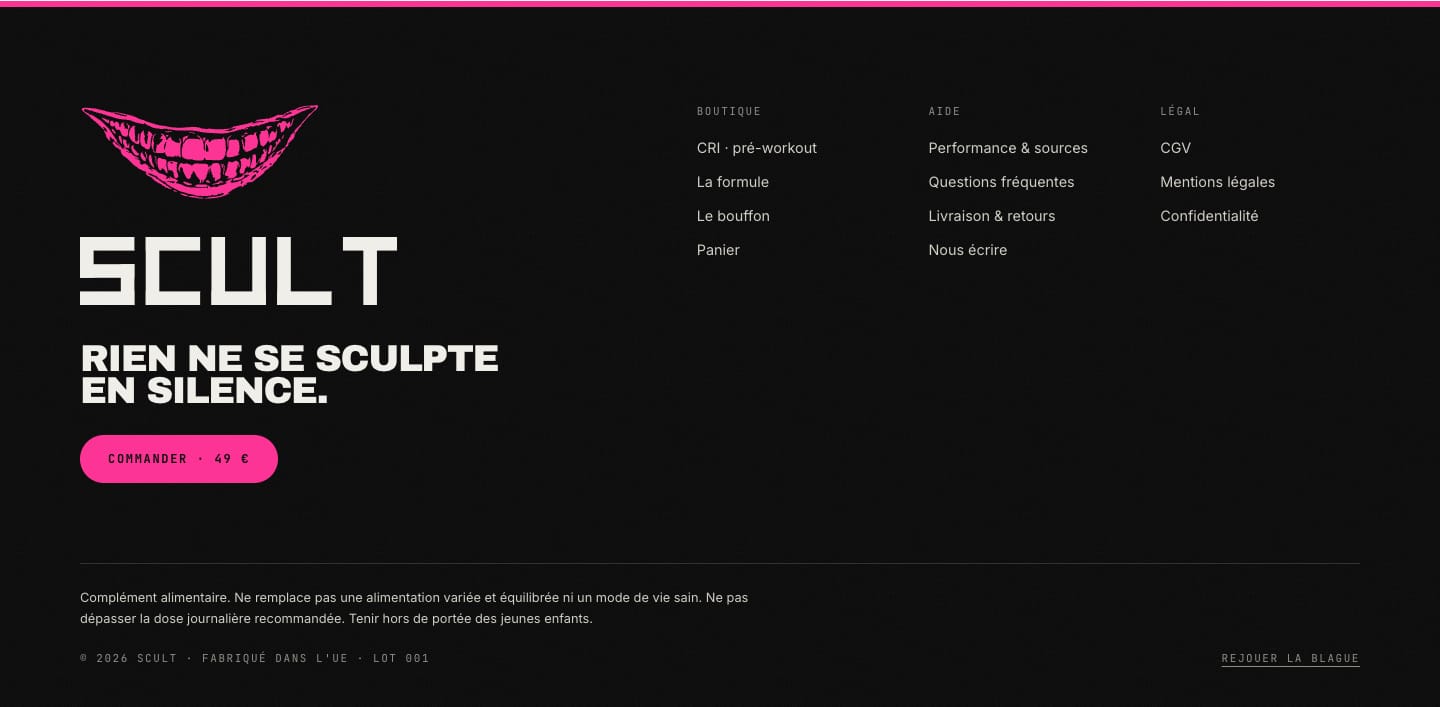 SCULT
RIEN NE SE SCULPTE
EN SILENCE.
COMMANDER · 49 €
BOUTIQUE
CRI · pré-workout
La formule
Le bouffon
Panier
AIDE
Performance & sources
Questions fréquentes
Livraison & retours
Nous écrire
LÉGAL
CGV
Mentions légales
Confidentialité
Complément alimentaire. Ne remplace pas une alimentation variée et équilibrée ni un mode de vie sain. Ne pas
dépasser la dose journalière recommandée. Tenir hors de portée des jeunes enfants.
© 2026 SCULT · FABRIQUÉ DANS L'UE · LOT 001
REJOUER LA BLAGUE